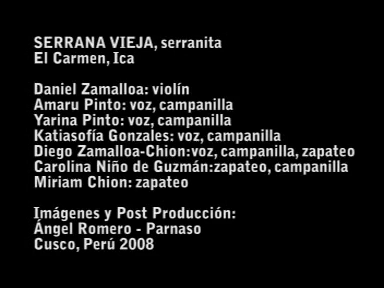 SERRANA VIEJA, serranita
El Carmen, Ica
Daniel Zamalloa: violín
Amaru Pinto: voz, campanilla
Yarina Pinto: voz, campanilla
Katiasofía Gonzales: voz, campanilla
Diego Zamalloa-Chion:voz, campanilla, zapateo
Carolina Niño de Guzmán:zapateo, campanilla
Miriam Chion: zapateo
Imágenes y Post Producción:
Ángel Romero - Parnaso
Cusco, Perú 2008